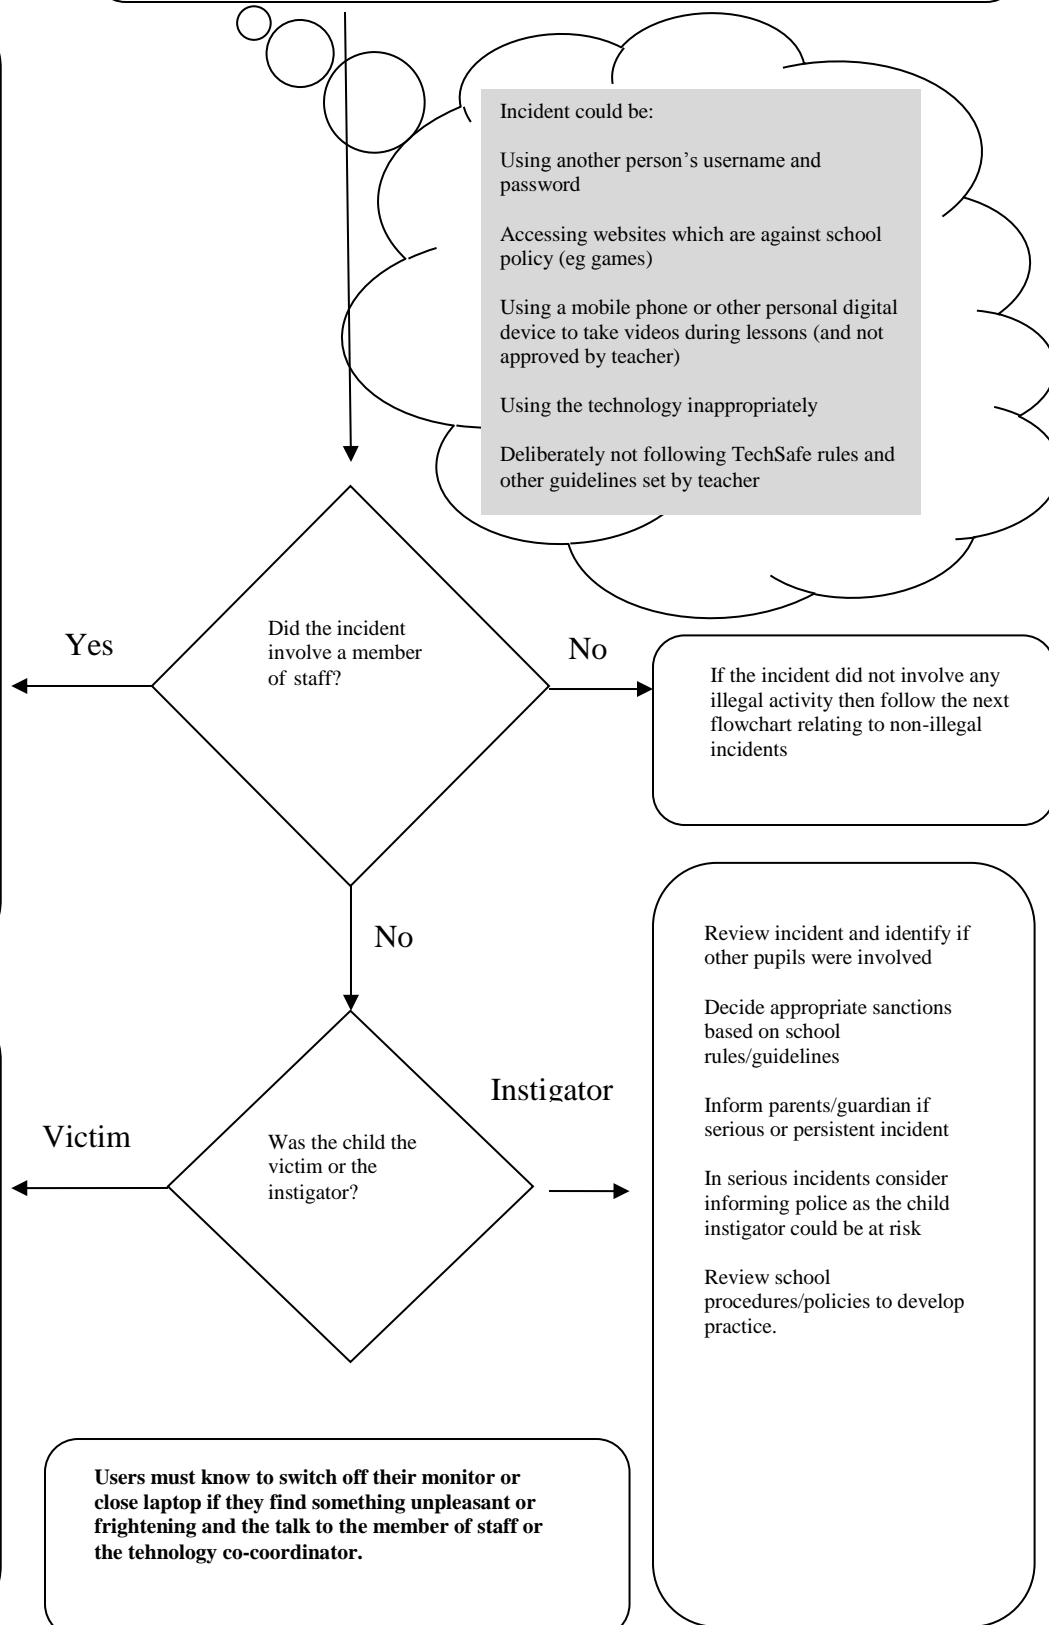 Incident could be:
Using another person’s username and
password
Accessing websites which are against school
policy (eg games)
Using a mobile phone or other personal digital
device to take videos during lessons (and not
approved by teacher)
Using the technology inappropriately
Deliberately not following TechSafe rules and
other guidelines set by teacher
Did the incident
involve a member
of staff?
Yes
No
If the incident did not involve any
illegal activity then follow the next
flowchart relating to non-illegal
incidents
No
Review incident and identify if
other pupils were involved
Decide appropriate sanctions
based on school
rules/guidelines
Inform parents/guardian if
serious or persistent incident
In serious incidents consider
informing police as the child
instigator could be at risk
Review school
procedures/policies to develop
practice.
Instigator
Victim
Was the child the
victim or the
instigator?
Users must know to switch off their monitor or
close laptop if they find something unpleasant or
frightening and the talk to the member of staff or
the tehnology co-coordinator.